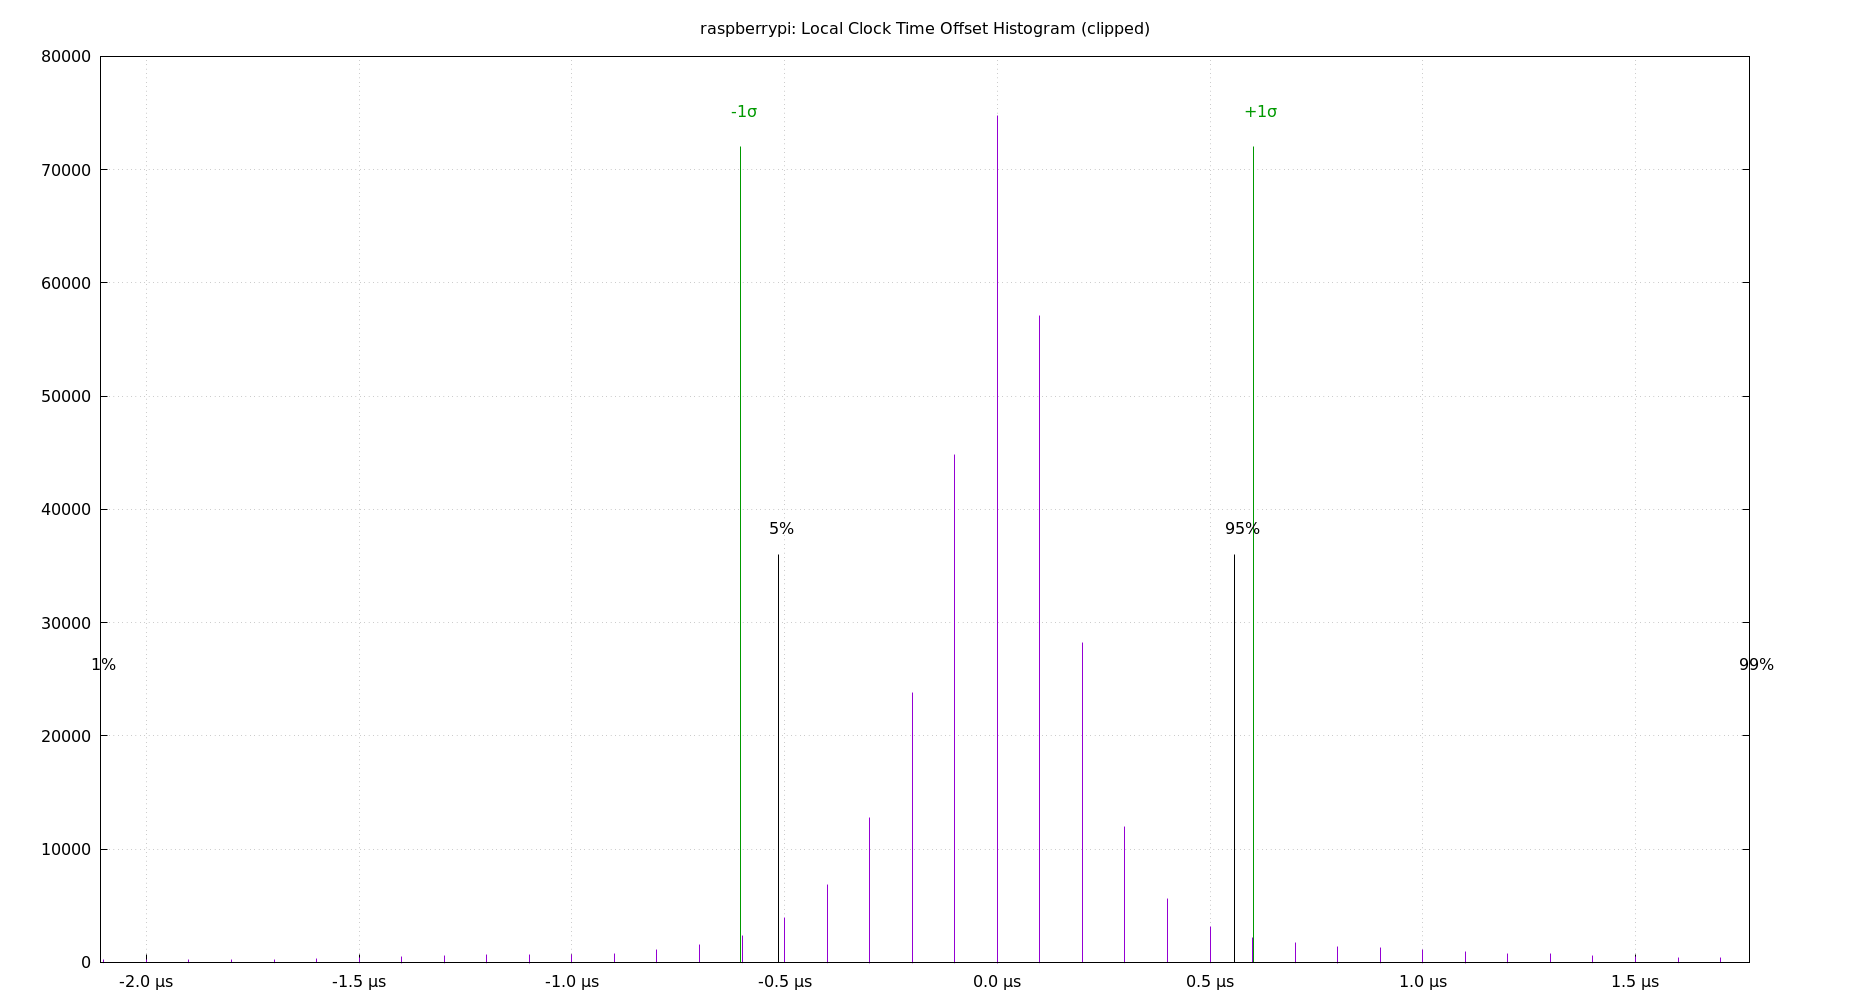 raspberrypi: Local Clock Time Offset Histogram (clipped)
80000
-1σ
+1σ
70000
60000
50000
40000
5%
95%
30000
1%
99%
20000
10000
0
-2.0 µs
-1.5 µs
-1.0 µs
-0.5 µs
0.0 µs
0.5 µs
1.0 µs
1.5 µs